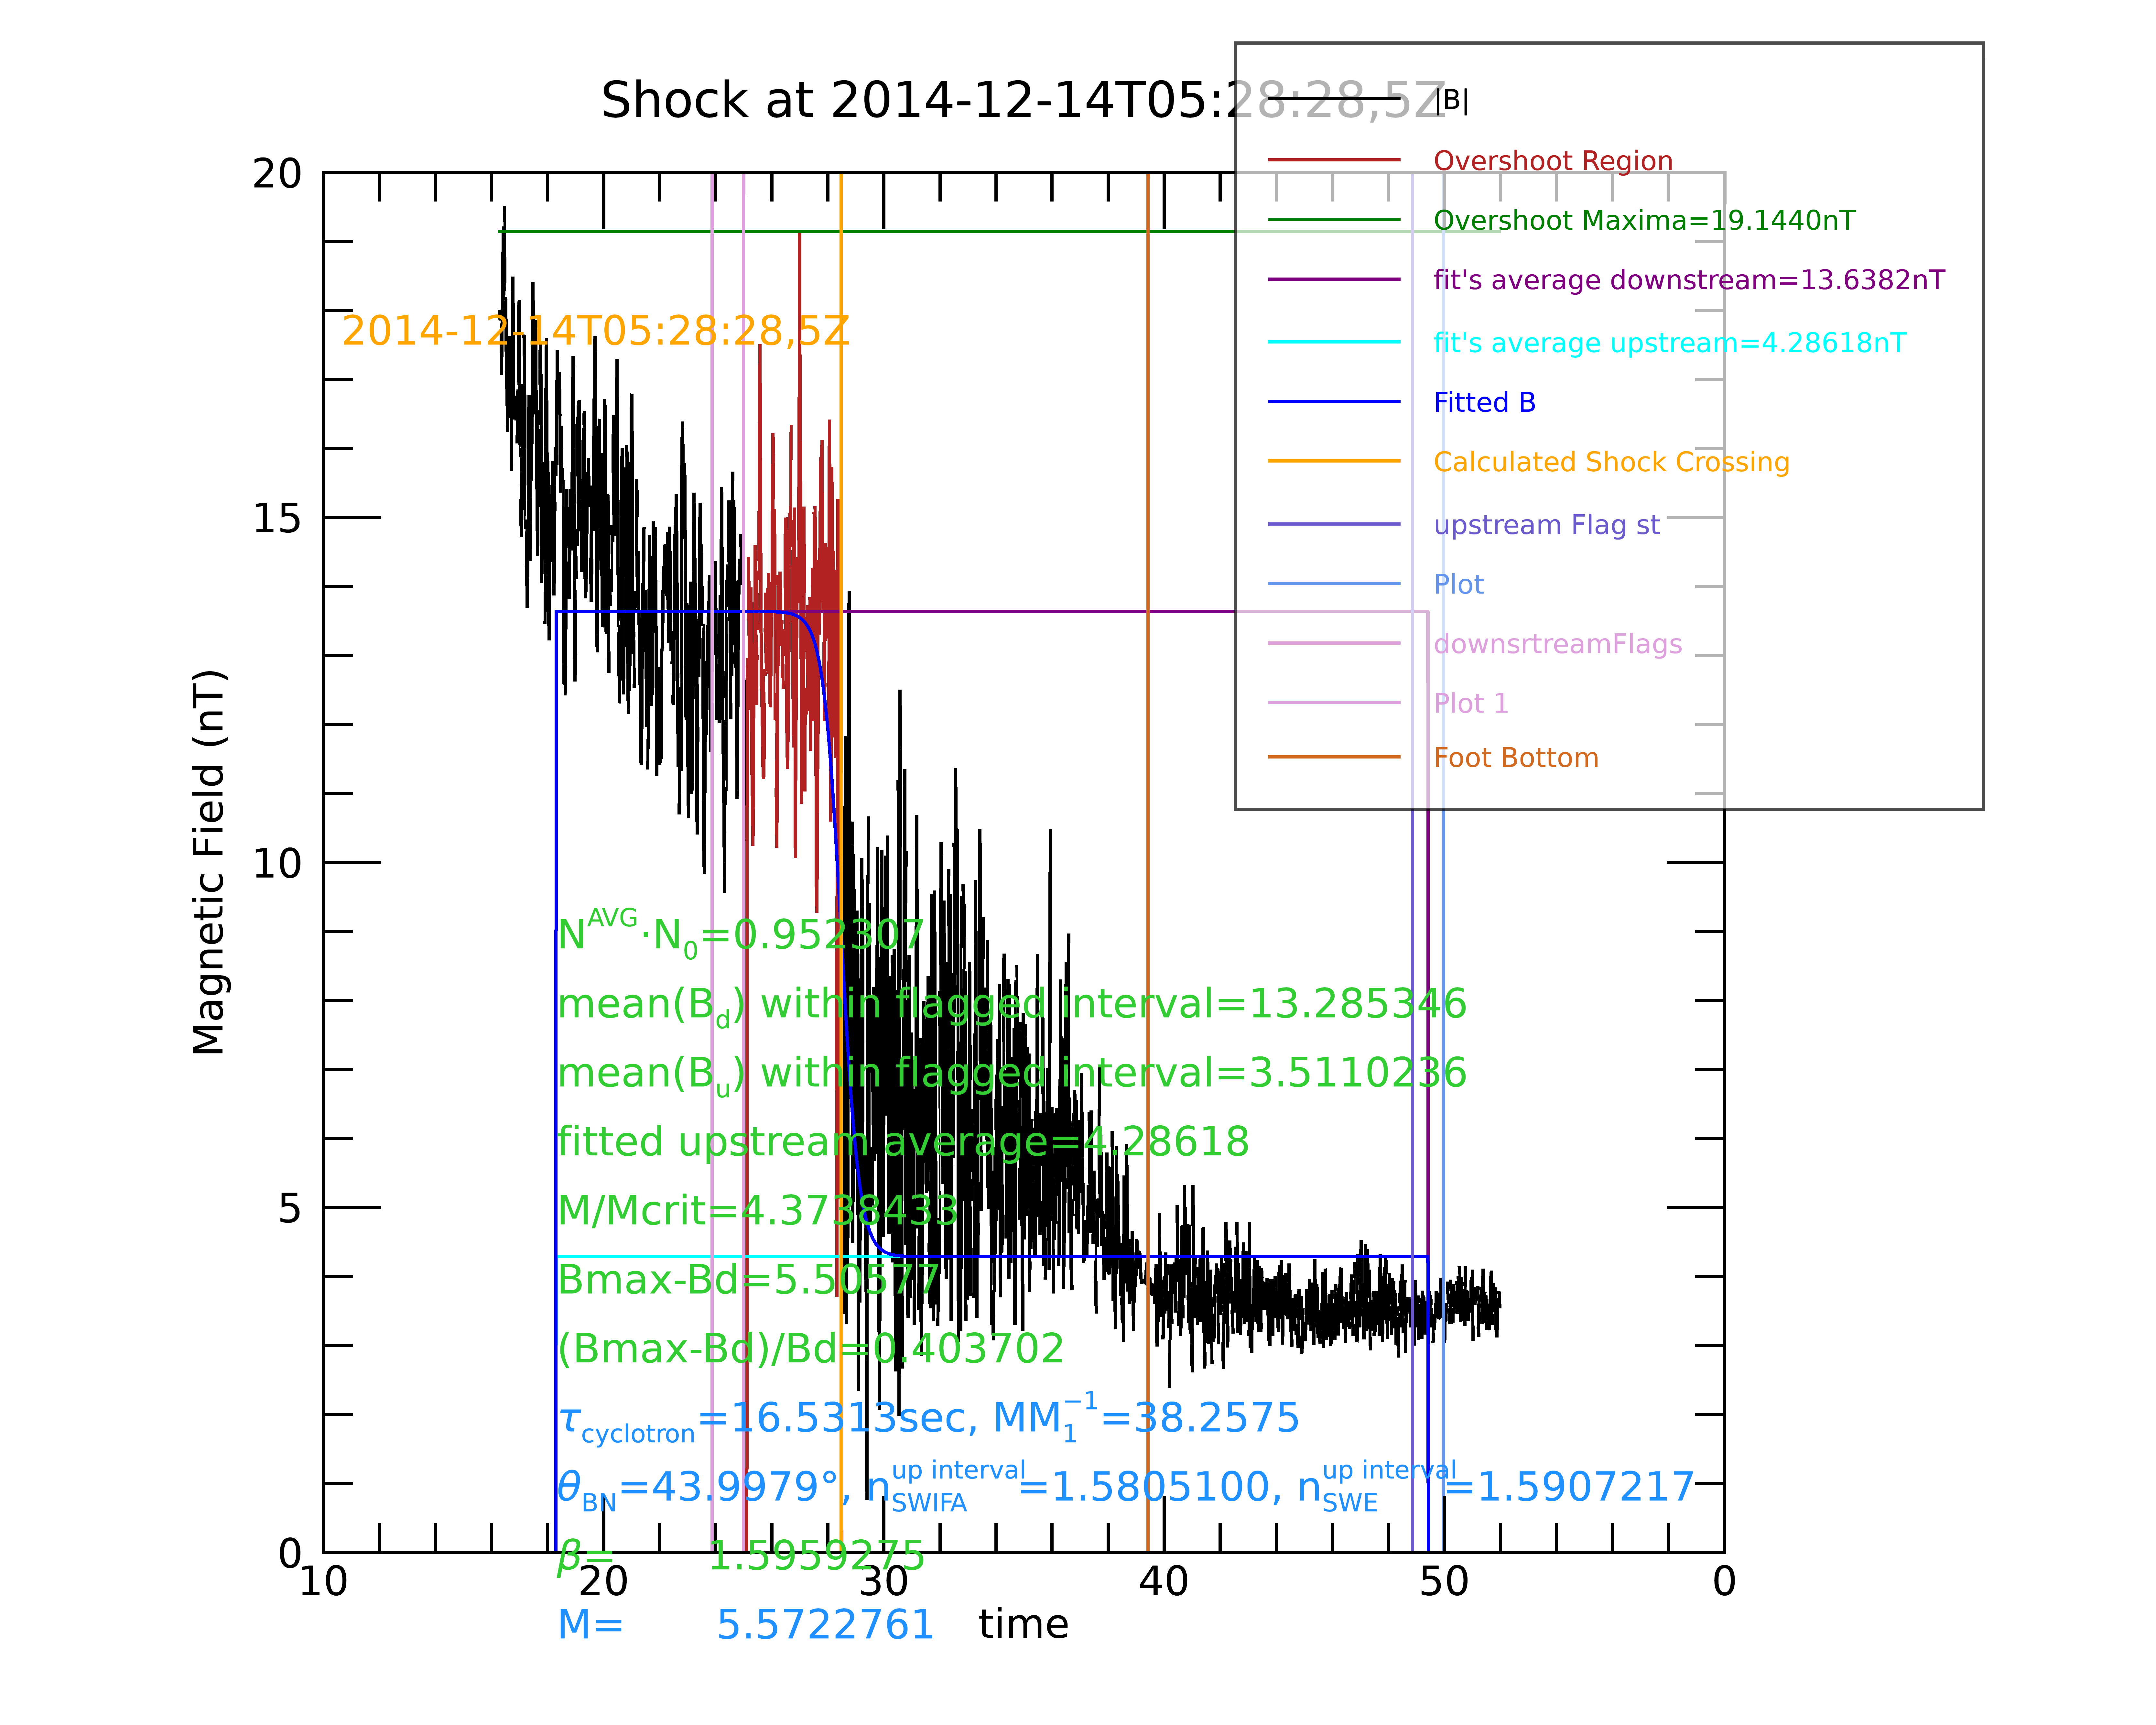 Shock at 2014-12-14T05:28:28,5Z
|B|
Overshoot Region
Overshoot Maxima=19.1440nT
fit's average downstream=13.6382nT
fit's average upstream=4.28618nT
Fitted B
Calculated Shock Crossing
upstream Flag st
Plot
downsrtreamFlags
Plot 1
Foot Bottom
2014-12-14T05:28:28,5Z
20
15
10
5
0
Magnetic Field (nT)
N^AVG·N_0=0.952307
mean(B_d) within flagged interval=13.285346
mean(B_u) within flagged interval=3.5110236
fitted upstream average=4.28618
M/Mcrit=4.3738433
Bmax-Bd=5.50577
(Bmax-Bd)/Bd=0.403702
τ_cyclotron=16.5313sec, MM_1^−1=38.2575
θ_BN=43.9979°, n_SWIFA^up interval=1.5805100, n_SWE^up interval=1.5907217
β= 1.5959275
M= 5.5722761
10 20 30 40 50 0
time